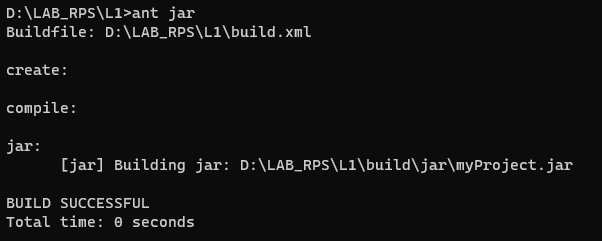 D:\LAB_RPS\L1>ant jar
Buildfile: D:\LAB_RPS\L1\build.xml
create:
compile:
jar:
[jar] Building jar: D:\LAB_RPS\L1\build\jar\myProject.jar
BUILD SUCCESSFUL
Total time: 0 seconds